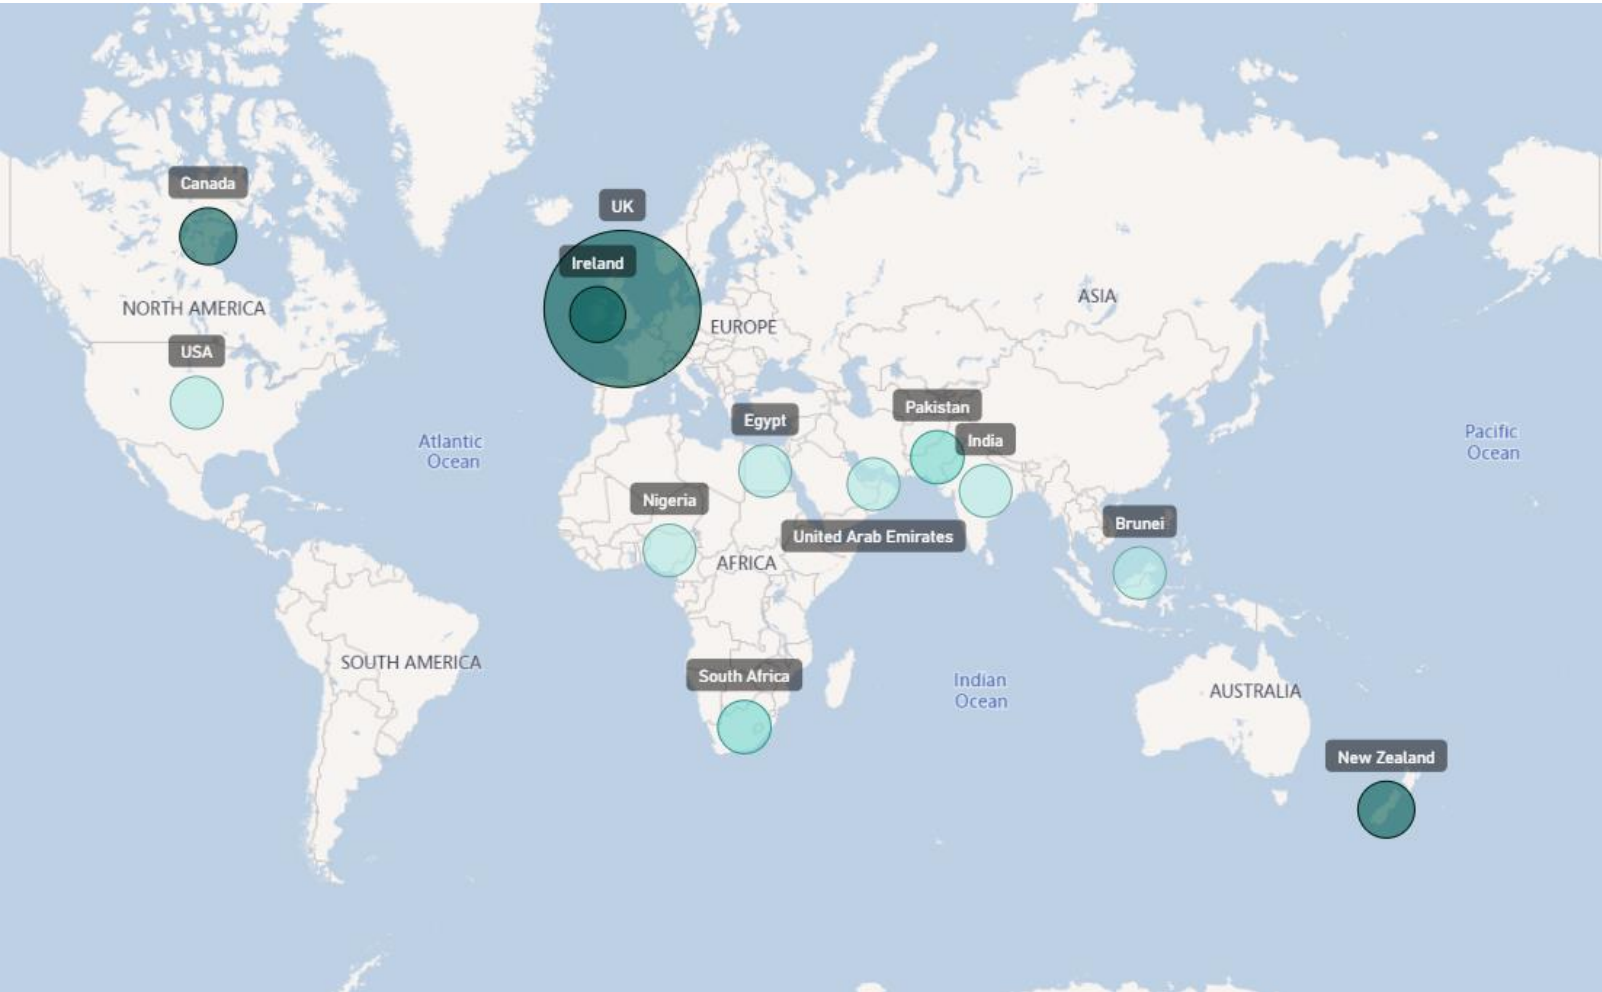 Canada
UK
Ireland
NORTH AMERICA
ASIA
EUROPE
USA
Pakistan
Egypt
India
Atlantic
Ocean
Pacific
Ocean
Nigeria
Brunei
United Arab Emirates
AFRICA
SOUTH AMERICA
South Africa
Indian
Ocean
AUSTRALIA
New Zealand